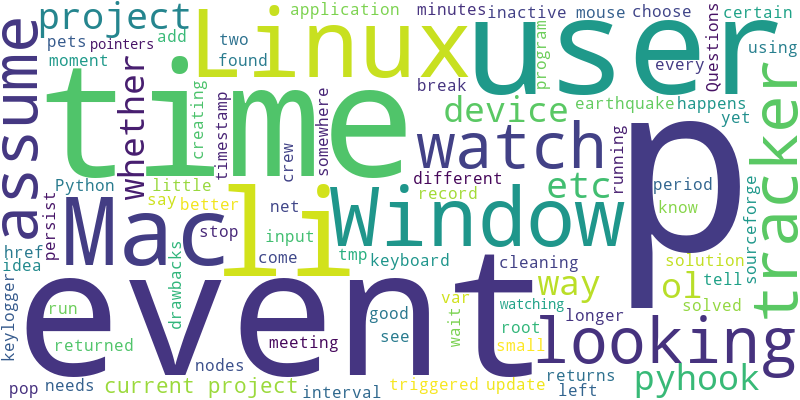 application minutes inactive mouse choose certain
project Linux user add
assume pets pointers two using
moment found program Questions every
time break device earthquake happens
whether creating timestamp crew somewhere watch etc running yet tracker
Python little different period
say better record p know
persist Mac li Window
net
stop input tmp keyboard come cleaning solution sourceforge
href drawbacks way ol tell
idea event var watching solved
keylogger run good wait root longer
returned meeting see small looking
nodes returns pyhook
pop needs current project interval triggered update left